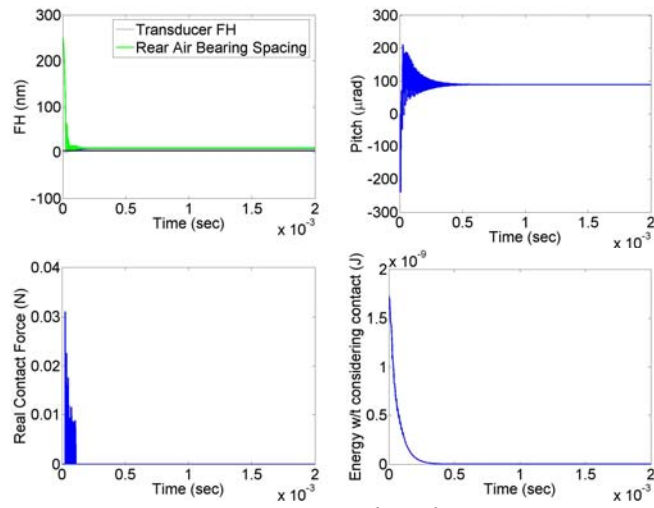 Transducer FH
Rear Air Bearing Spacing
FH (nm)
300
200
100
0
-100
0
0.5
1
1.5
2
Time (sec)
x 10⁻³
Pitch (μrad)
300
200
100
0
-100
-200
-300
0
0.5
1
1.5
2
Time (sec)
x 10⁻³
Real Contact Force (N)
0.04
0.03
0.02
0.01
0
0
0.5
1
1.5
2
Time (sec)
x 10⁻³
Energy w/t considering contact (J)
x 10⁻⁹
2
1.5
1
0.5
0
0
0.5
1
1.5
2
Time (sec)
x 10⁻³